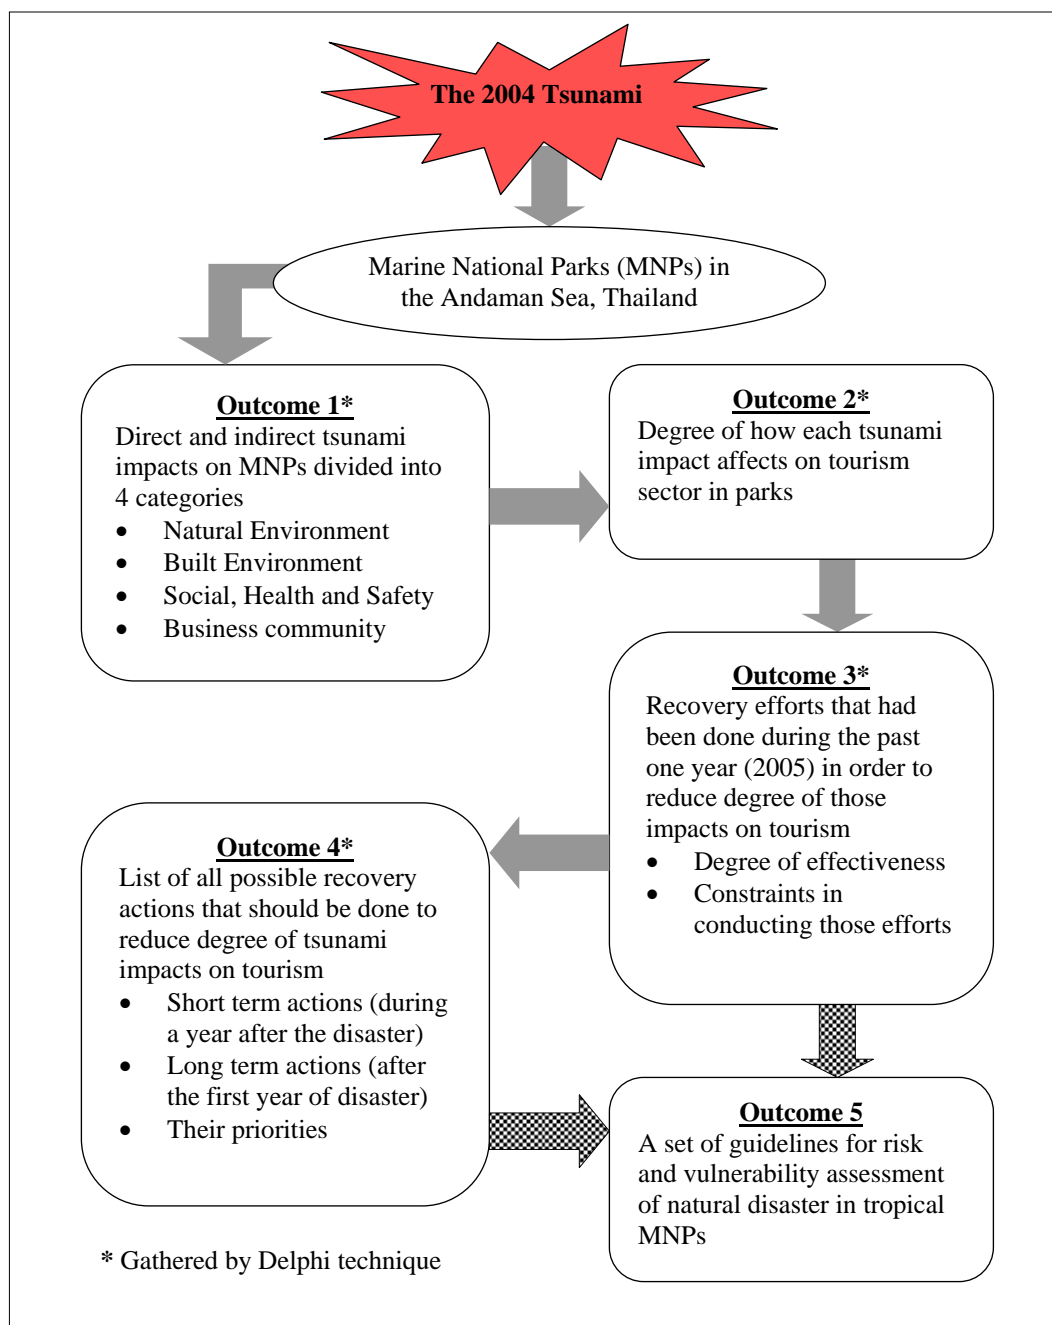 The 2004 Tsunami
Marine National Parks (MNPs) in
the Andaman Sea, Thailand
Outcome 1*
Direct and indirect tsunami
impacts on MNPs divided into
4 categories
• Natural Environment
• Built Environment
• Social, Health and Safety
• Business community
Outcome 2*
Degree of how each tsunami
impact affects on tourism
sector in parks
Outcome 3*
Recovery efforts that had
been done during the past
one year (2005) in order to
reduce degree of those
impacts on tourism
• Degree of effectiveness
• Constraints in
conducting those efforts
Outcome 4*
List of all possible recovery
actions that should be done to
reduce degree of tsunami
impacts on tourism
• Short term actions (during
a year after the disaster)
• Long term actions (after
the first year of disaster)
• Their priorities
Outcome 5
A set of guidelines for risk
and vulnerability assessment
of natural disaster in tropical
MNPs
* Gathered by Delphi technique